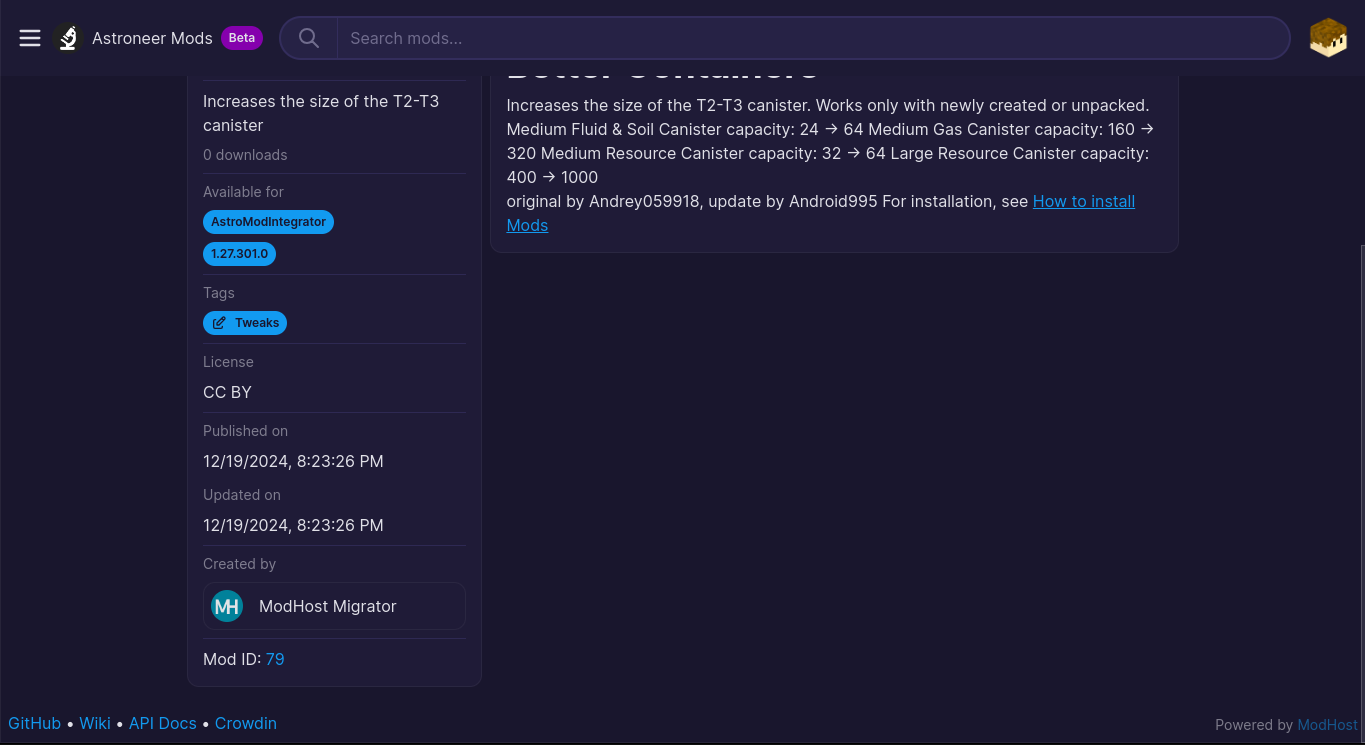 Astroneer Mods Beta Search mods...
Increases the size of the T2-T3
canister
0 downloads
Available for
AstroModIntegrator
1.27.301.0
Tags
Tweaks
License
CC BY
Published on
12/19/2024, 8:23:26 PM
Updated on
12/19/2024, 8:23:26 PM
Created by
MH ModHost Migrator
Mod ID: 79
Better Containers
Increases the size of the T2-T3 canister. Works only with newly created or unpacked.
Medium Fluid & Soil Canister capacity: 24 → 64 Medium Gas Canister capacity: 160 →
320 Medium Resource Canister capacity: 32 → 64 Large Resource Canister capacity:
400 → 1000
original by Andrey059918, update by Android995 For installation, see How to install
Mods
GitHub • Wiki • API Docs • Crowdin
Powered by ModHost